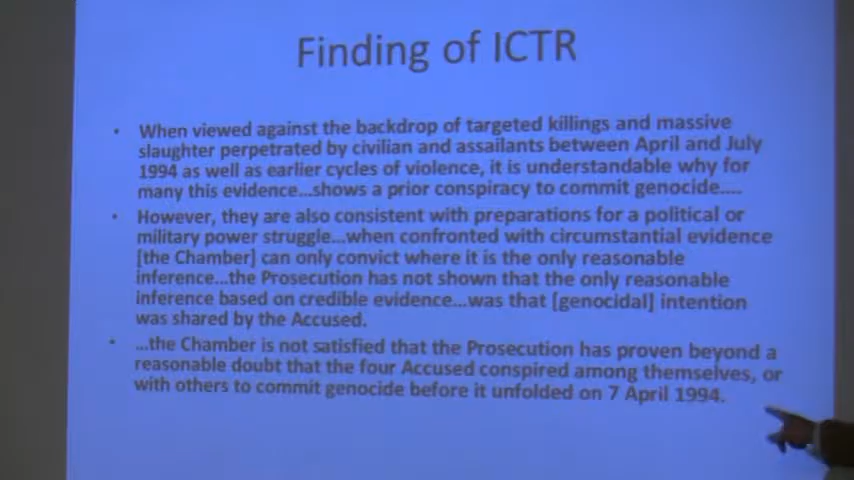 Finding of ICTR
• When viewed against the backdrop of targeted killings and massive
slaughter perpetrated by civilian and assailants between April and July
1994 as well as earlier cycles of violence, it is understandable why for
many this evidence...shows a prior conspiracy to commit genocide....
• However, they are also consistent with preparations for a political or
military power struggle...when confronted with circumstantial evidence
[the Chamber] can only convict where it is the only reasonable
inference...the Prosecution has not shown that the only reasonable
inference based on credible evidence...was that [genocidal] intention
was shared by the Accused.
• ...the Chamber is not satisfied that the Prosecution has proven beyond a
reasonable doubt that the four Accused conspired among themselves, or
with others to commit genocide before it unfolded on 7 April 1994.